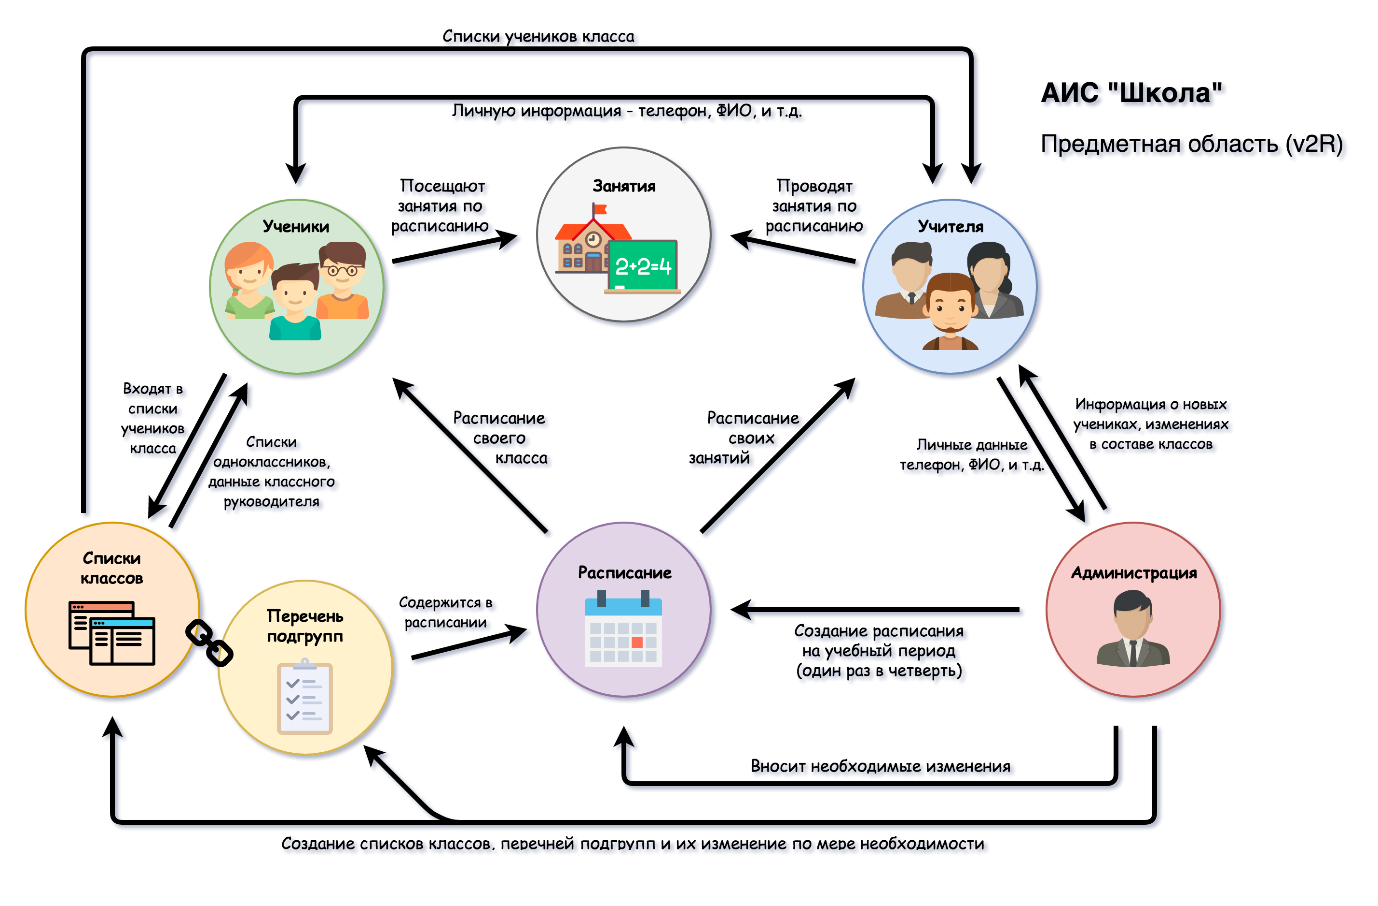 Списки учеников класса
АИС "Школа"
Личную информация - телефон, ФИО, и т.д.
Предметная область (v2R)
Посещают
занятия по
расписанию
Занятия
2+2=4
Проводят
занятия по
расписанию
Ученики
Учителя
Входят в
списки
учеников
класса
Списки
одноклассников,
данные классного
руководителя
Расписание
своего
класса
Расписание
своих
занятий
Личные данные
телефон, ФИО, и т.д.
Информация о новых
учениках, изменениях
в составе классов
Списки
классов
Перечень
подгрупп
Содержится в
расписании
Расписание
Администрация
Создание расписания
на учебный период
(один раз в четверть)
Вносит необходимые изменения
Создание списков классов, перечней подгрупп и их изменение по мере необходимости